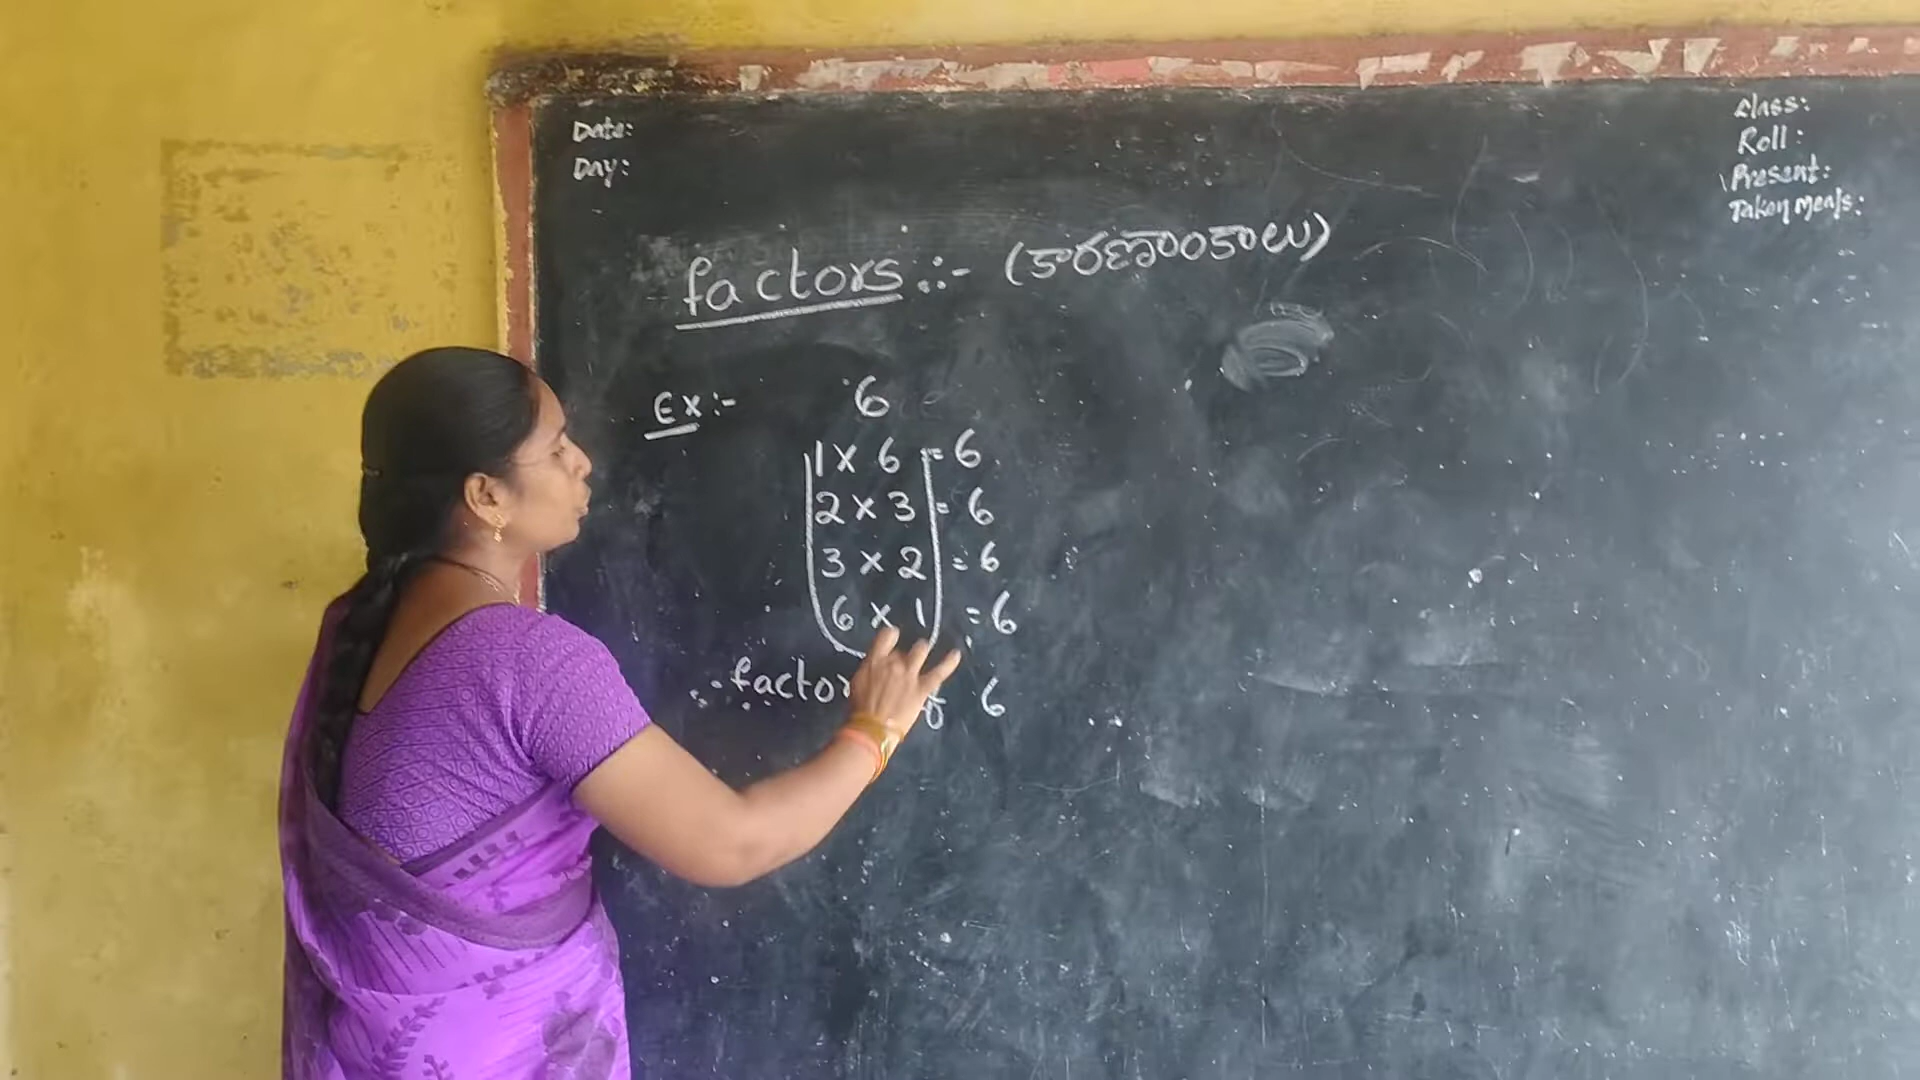 Date:
Day:
Class:
Roll:
Present:
Taken meals:
factors :- (కారణాంకాలు)
Ex:- 6
1 x 6 = 6
2 x 3 = 6
3 x 2 = 6
6 x 1 = 6
6